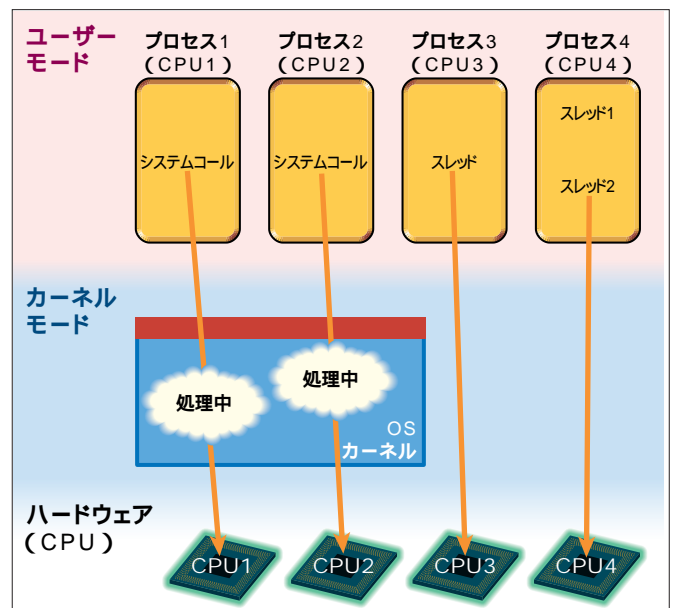 ユーザー
モード
プロセス1
(CPU1)
プロセス2
(CPU2)
プロセス3
(CPU3)
プロセス4
(CPU4)
システムコール
システムコール
スレッド
スレッド1
スレッド2
カーネル
モード
処理中
処理中
OS
カーネル
ハードウェア
(CPU)
CPU1
CPU2
CPU3
CPU4